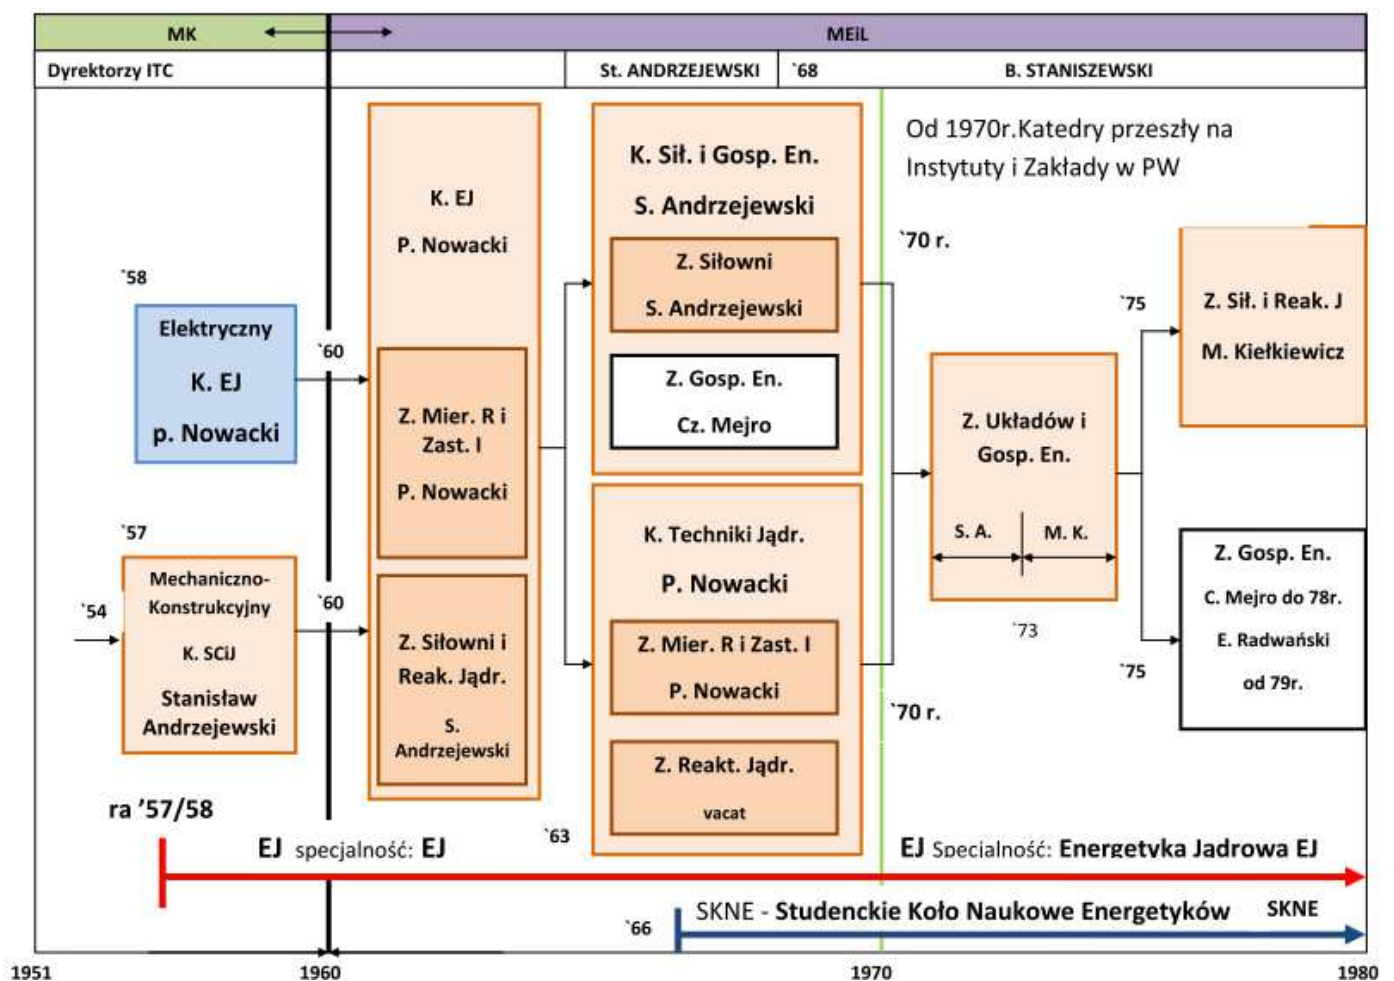 MK
MEiL
Dyrektorzy ITC
St. ANDRZEJEWSKI
`68
B. STANISZEWSKI
Od 1970r.Katedry przeszły na
Instytuty i Zakłady w PW
`58
Elektryczny
K. EJ
p. Nowacki
`57
Mechaniczno-
Konstrukcyjny
K. SCiJ
Stanisław
Andrzejewski
`54
`60
`60
K. EJ
P. Nowacki
Z. Mier. R i
Zast. I
P. Nowacki
Z. Siłowni i
Reak. Jądr.
S.
Andrzejewski
K. Sił. i Gosp. En.
S. Andrzejewski
Z. Siłowni
S. Andrzejewski
Z. Gosp. En.
Cz. Mejro
K. Techniki Jądr.
P. Nowacki
Z. Mier. R i Zast. I
P. Nowacki
Z. Reakt. Jądr.
vacat
`63
`70 r.
`70 r.
Z. Układów i
Gosp. En.
S. A.
M. K.
`73
`75
Z. Sił. i Reak. J
M. Kiełkiewicz
`75
Z. Gosp. En.
C. Mejro do 78r.
E. Radwański
od 79r.
ra '57/58
EJ specjalność: EJ
EJ Specjalność: Energetyka Jądrowa EJ
`66
SKNE - Studenckie Koło Naukowe Energetyków
SKNE
1951
1960
1970
1980